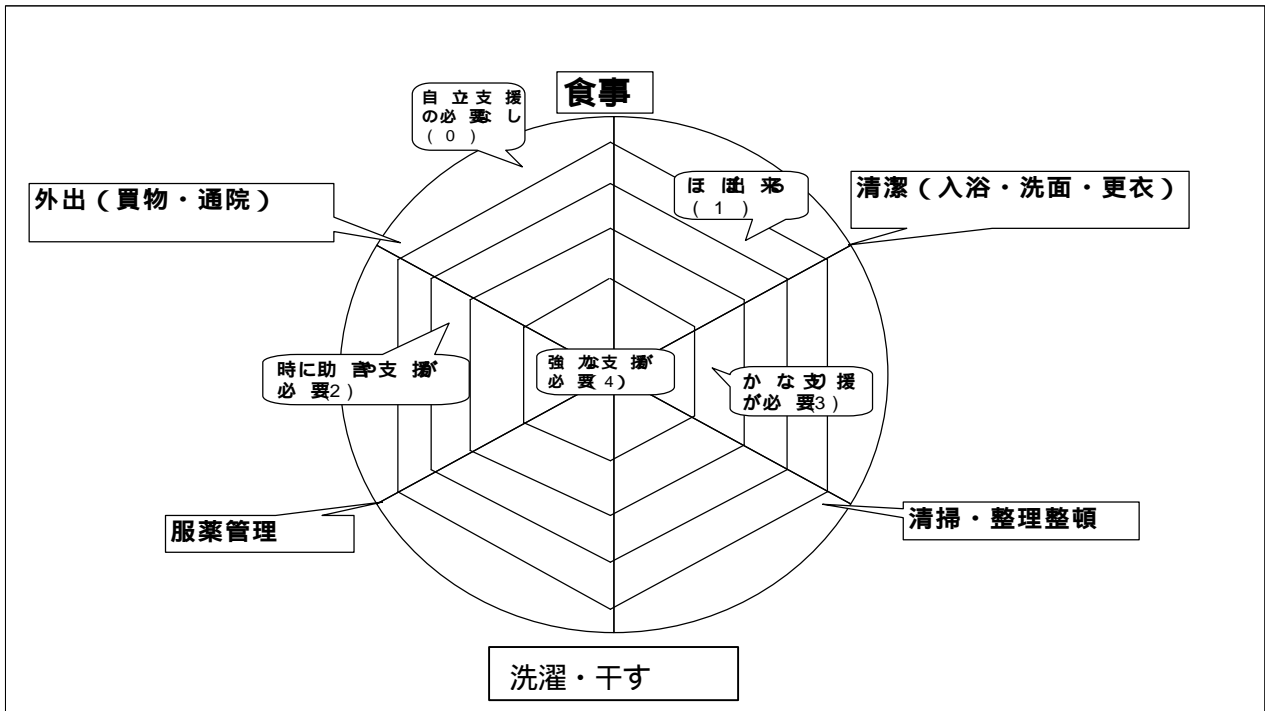 食事
自立支援
の必要なし
(0)
ほぼ出来る
(1)
外出(買物・通院)
清潔(入浴・洗面・更衣)
時に助言や支援が
必要(2)
強力な支援が
必要(4)
かなり支援
が必要(3)
服薬管理
清掃・整理整頓
洗濯・干す